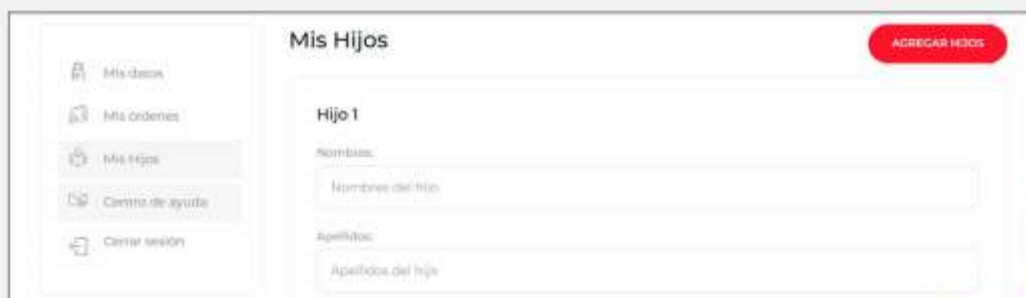 Mis Hijos
AGREGAR HIJOS
Mis datos
Mis órdenes
Mis Hijos
Centro de ayuda
Cerrar sesión
Hijo 1
Nombres:
Nombres del hijo
Apellidos:
Apellidos del hijo